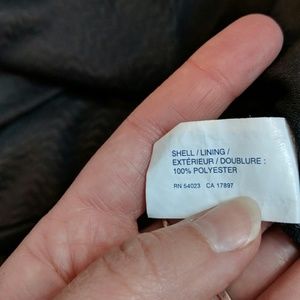 SHELL / LINING /
EXTÉRIEUR / DOUBLURE :
100% POLYESTER
RN 54023 CA 17897